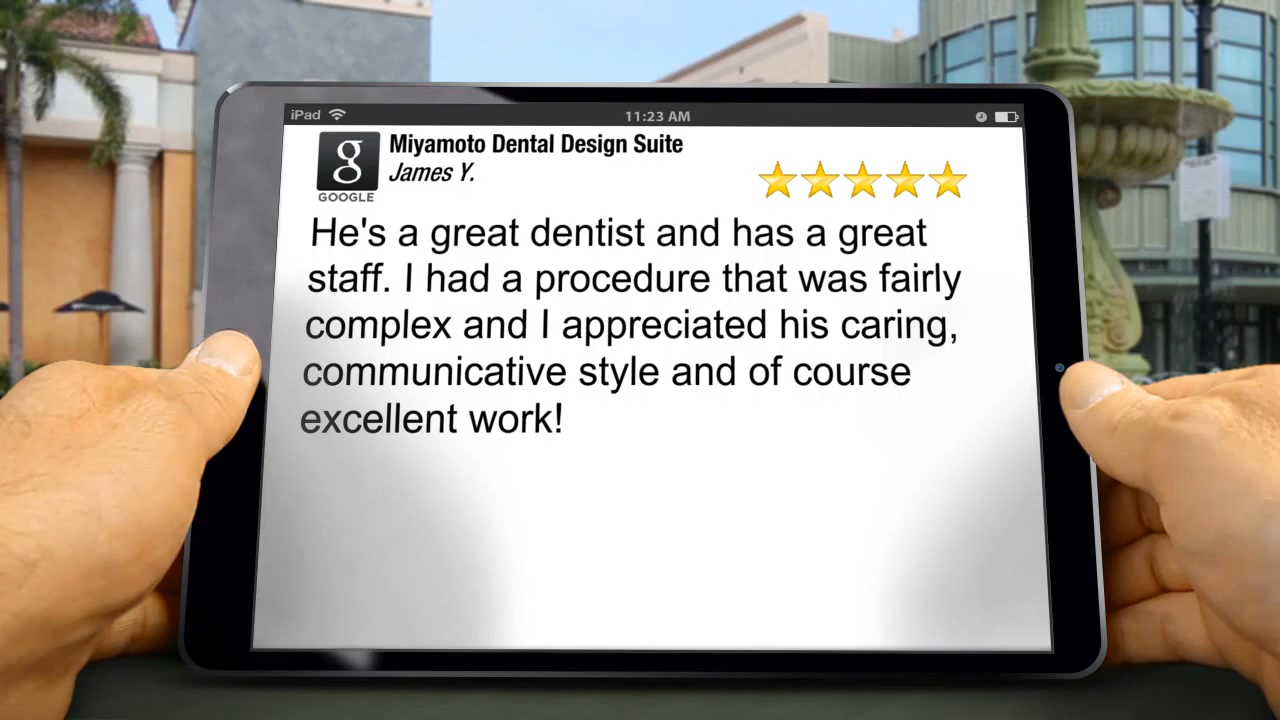 iPad
11:23 AM
g
GOOGLE
Miyamoto Dental Design Suite
James Y.
He's a great dentist and has a great
staff. I had a procedure that was fairly
complex and I appreciated his caring,
communicative style and of course
excellent work!